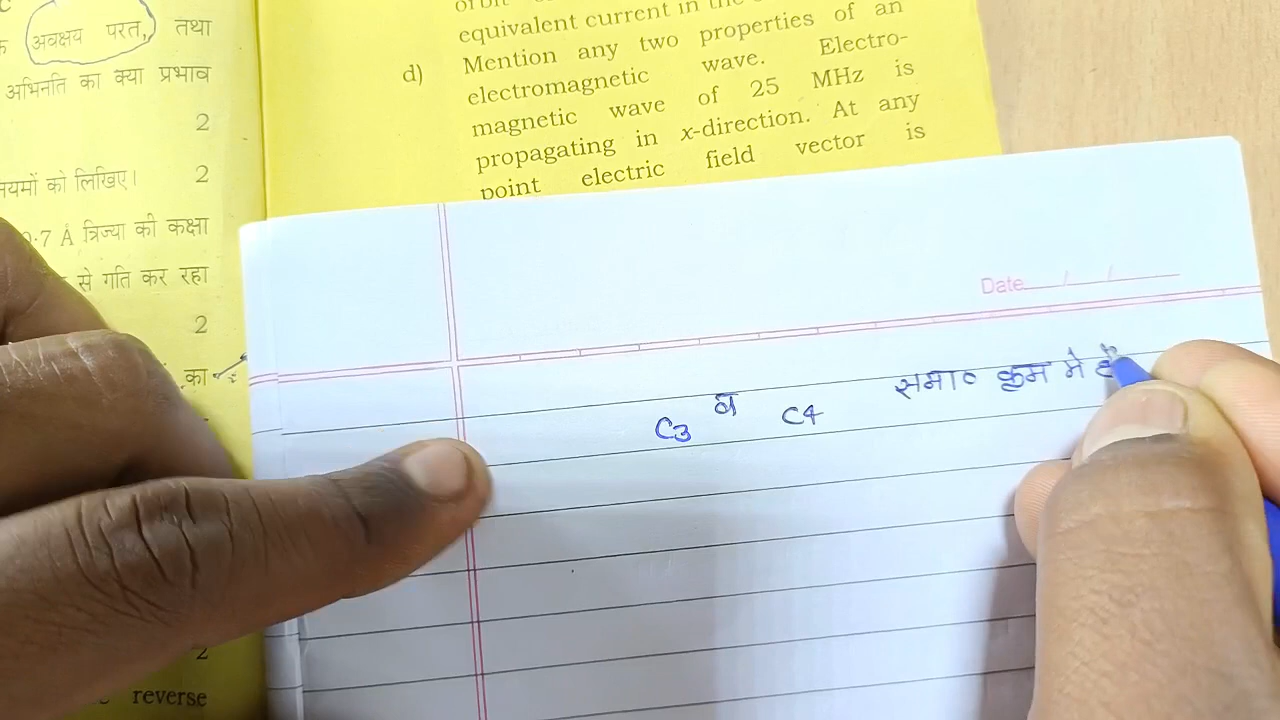 अवक्षय परत, तथा
अभिनति का क्या प्रभाव
2
नियमों को लिखिए। 2
0·7 Å त्रिज्या की कक्षा
से गति कर रहा
2
का
2
reverse
equivalent current in the
d) Mention any two properties of an
electromagnetic wave. Electro-
magnetic wave of 25 MHz is
propagating in x-direction. At any
point electric field vector is
Date
C3 व C4 समा० क्रम मे है